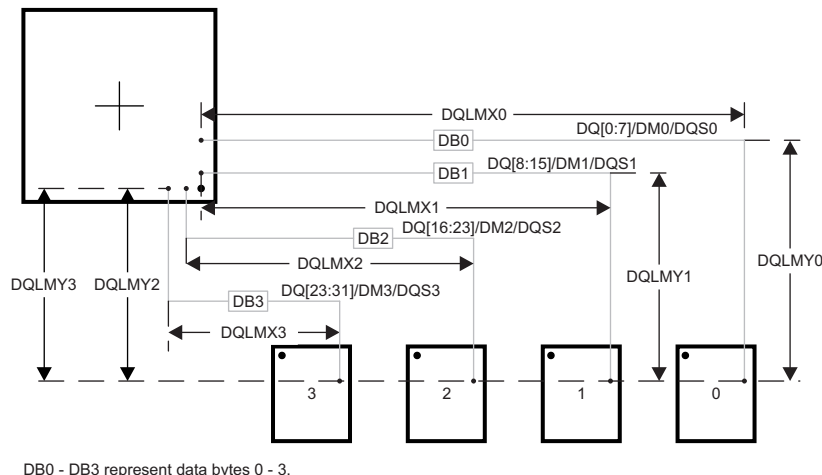 DQLMX0
DQ[0:7]/DM0/DQS0
DB0
DB1
DQ[8:15]/DM1/DQS1
DQLMX1
DB2
DQ[16:23]/DM2/DQS2
DQLMX2
DQLMY3
DQLMY2
DQLMY1
DQLMY0
DB3
DQ[23:31]/DM3/DQS3
DQLMX3
3
2
1
0
DB0 - DB3 represent data bytes 0 - 3.